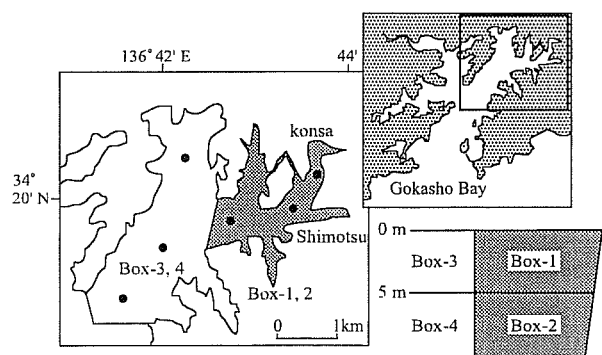 136° 42' E
44'
konsa
34°
20' N
Gokasho Bay
Shimotsu
Box-3, 4
Box-1, 2
0 1km
0 m
Box-3 Box-1
5 m
Box-4 Box-2